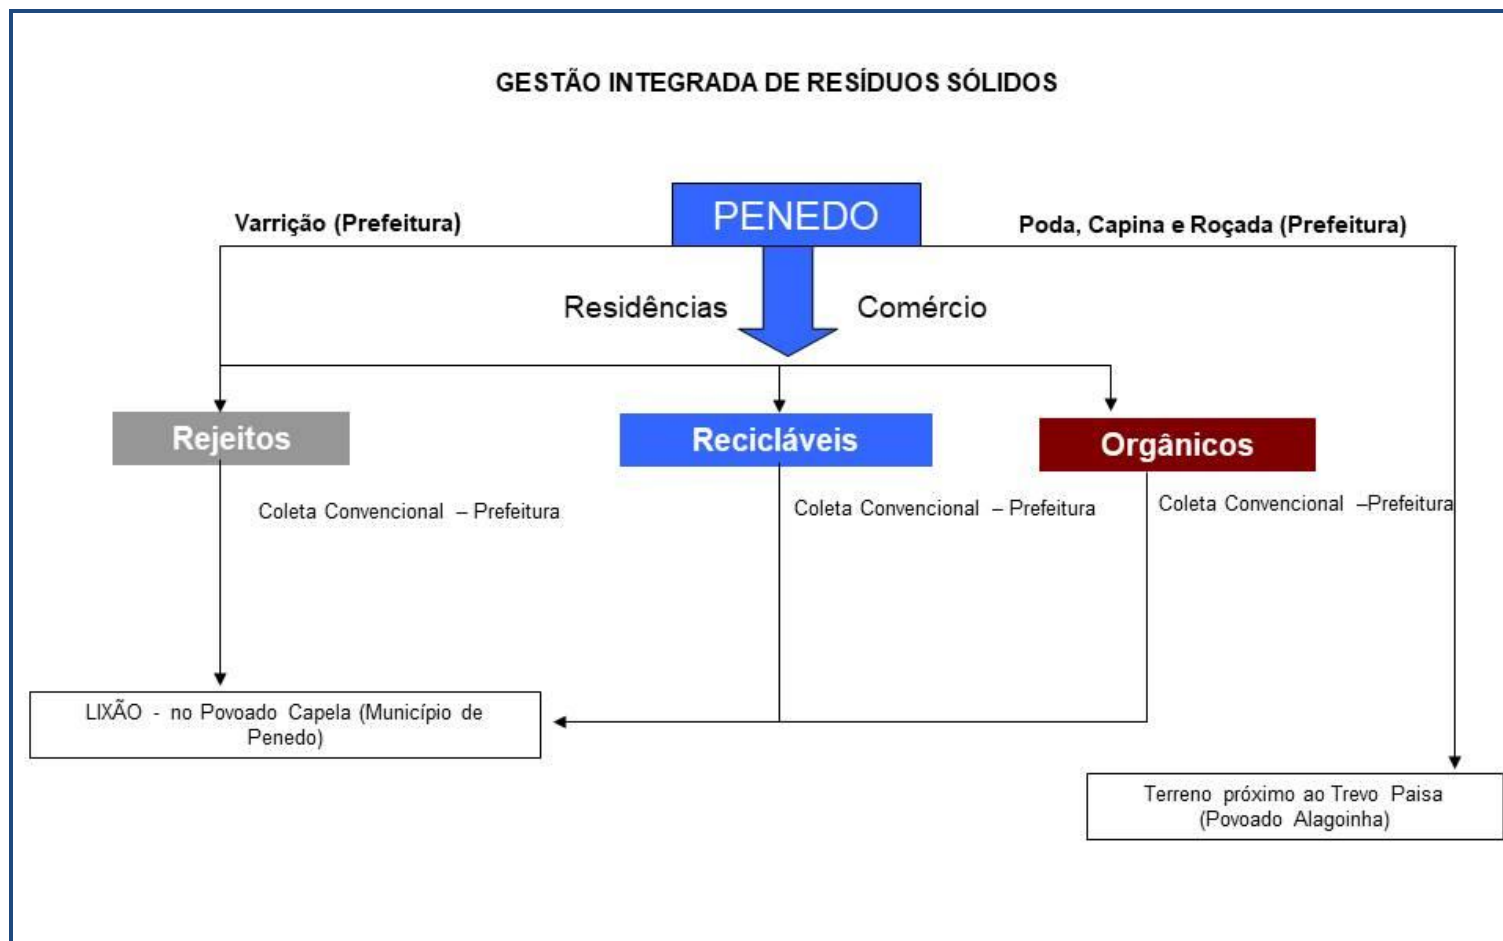 GESTÃO INTEGRADA DE RESÍDUOS SÓLIDOS
PENEDO
Varrição (Prefeitura)
Poda, Capina e Roçada (Prefeitura)
Residências
Comércio
Rejeitos
Recicláveis
Orgânicos
Coleta Convencional – Prefeitura
Coleta Convencional – Prefeitura
Coleta Convencional –Prefeitura
LIXÃO - no Povoado Capela (Município de
Penedo)
Terreno próximo ao Trevo Paisa
(Povoado Alagoinha)